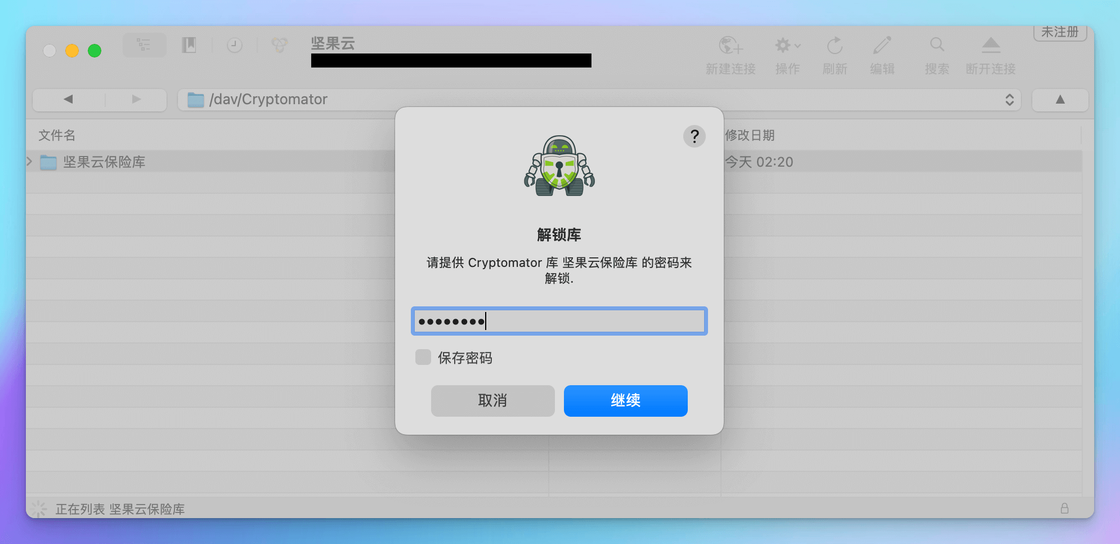 未注册
坚果云
新建连接 操作 刷新 编辑 搜索 断开连接
/dav/Cryptomator
文件名 修改日期
坚果云保险库 今天 02:20
?
解锁库
请提供 Cryptomator 库 坚果云保险库 的密码来
解锁.
••••••••
保存密码
取消 继续
正在列表 坚果云保险库